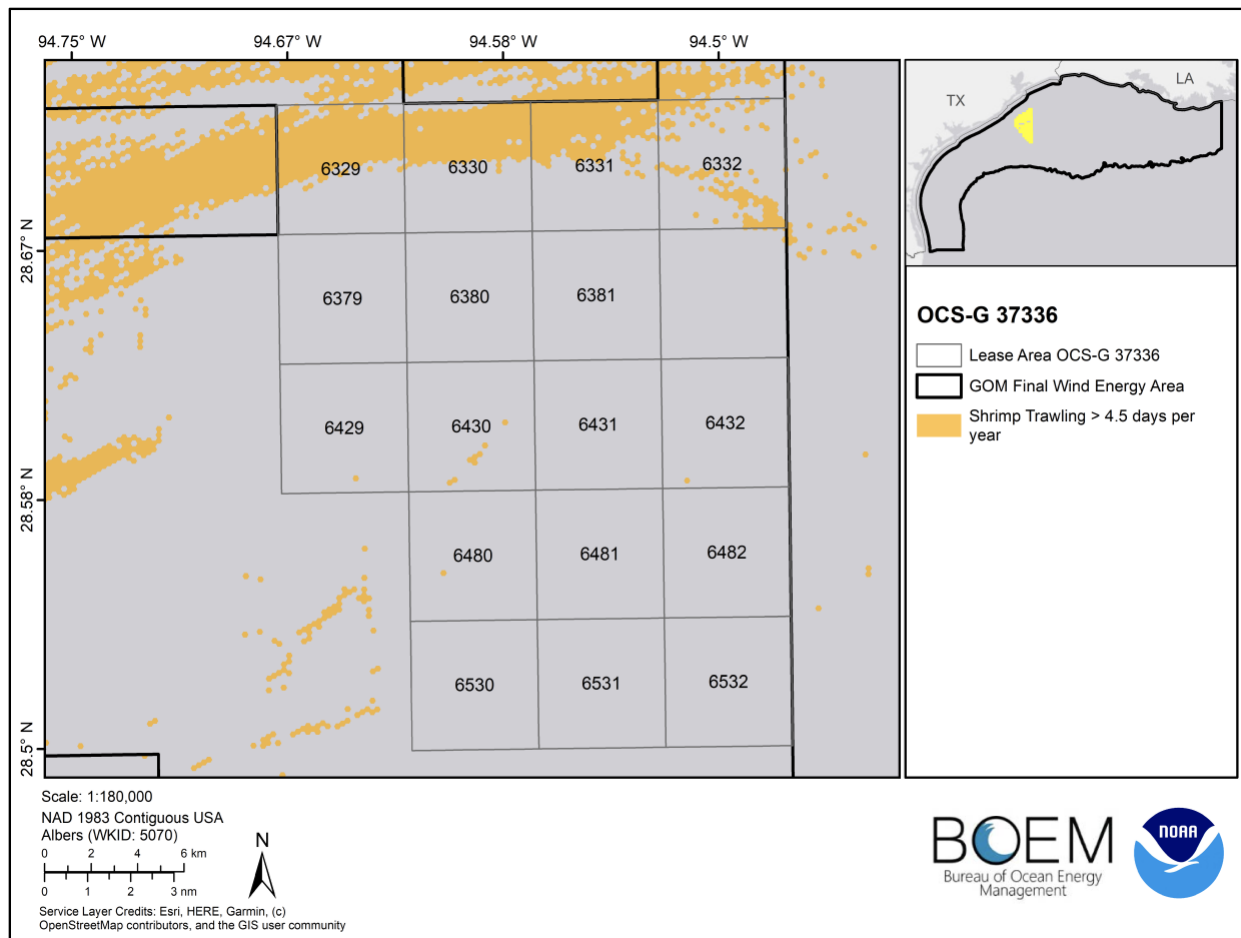 94.75° W
94.67° W
94.58° W
94.5° W
28.67° N
28.58° N
28.5° N
6329
6330
6331
6332
6379
6380
6381
6429
6430
6431
6432
6480
6481
6482
6530
6531
6532
TX
LA
OCS-G 37336
Lease Area OCS-G 37336
GOM Final Wind Energy Area
Shrimp Trawling > 4.5 days per
year
Scale: 1:180,000
NAD 1983 Contiguous USA
Albers (WKID: 5070)
0 2 4 6 km
0 1 2 3 nm
N
Service Layer Credits: Esri, HERE, Garmin, (c)
OpenStreetMap contributors, and the GIS user community
BOEM
Bureau of Ocean Energy
Management
NOAA